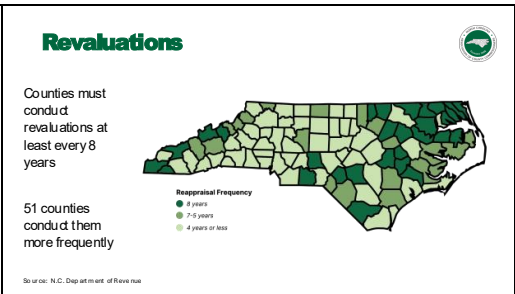 Revaluations
Counties must
conduct
revaluations at
least every 8
years
51 counties
conduct them
more frequently
Reappraisal Frequency
8 years
7-5 years
4 years or less
Source: N.C. Department of Revenue